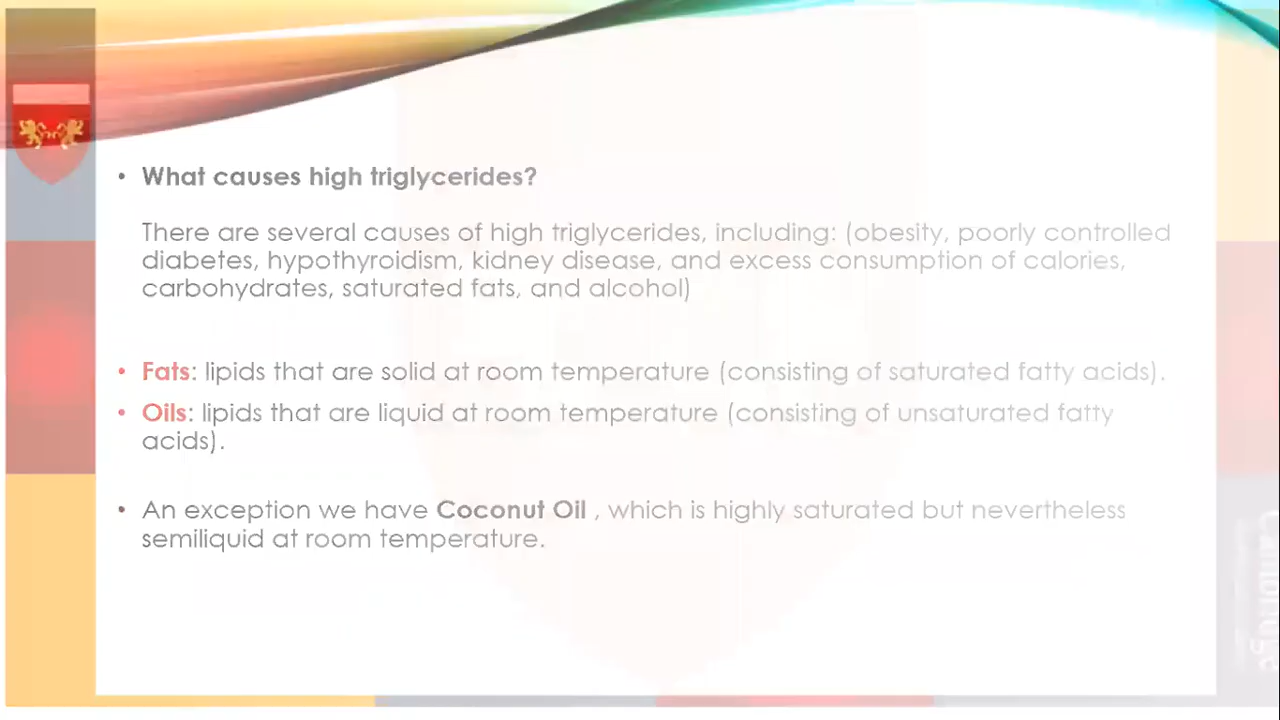 • What causes high triglycerides?
There are several causes of high triglycerides, including: (obesity, poorly controlled
diabetes, hypothyroidism, kidney disease, and excess consumption of calories,
carbohydrates, saturated fats, and alcohol)
• Fats: lipids that are solid at room temperature (consisting of saturated fatty acids).
• Oils: lipids that are liquid at room temperature (consisting of unsaturated fatty
acids).
• An exception we have Coconut Oil , which is highly saturated but nevertheless
semiliquid at room temperature.